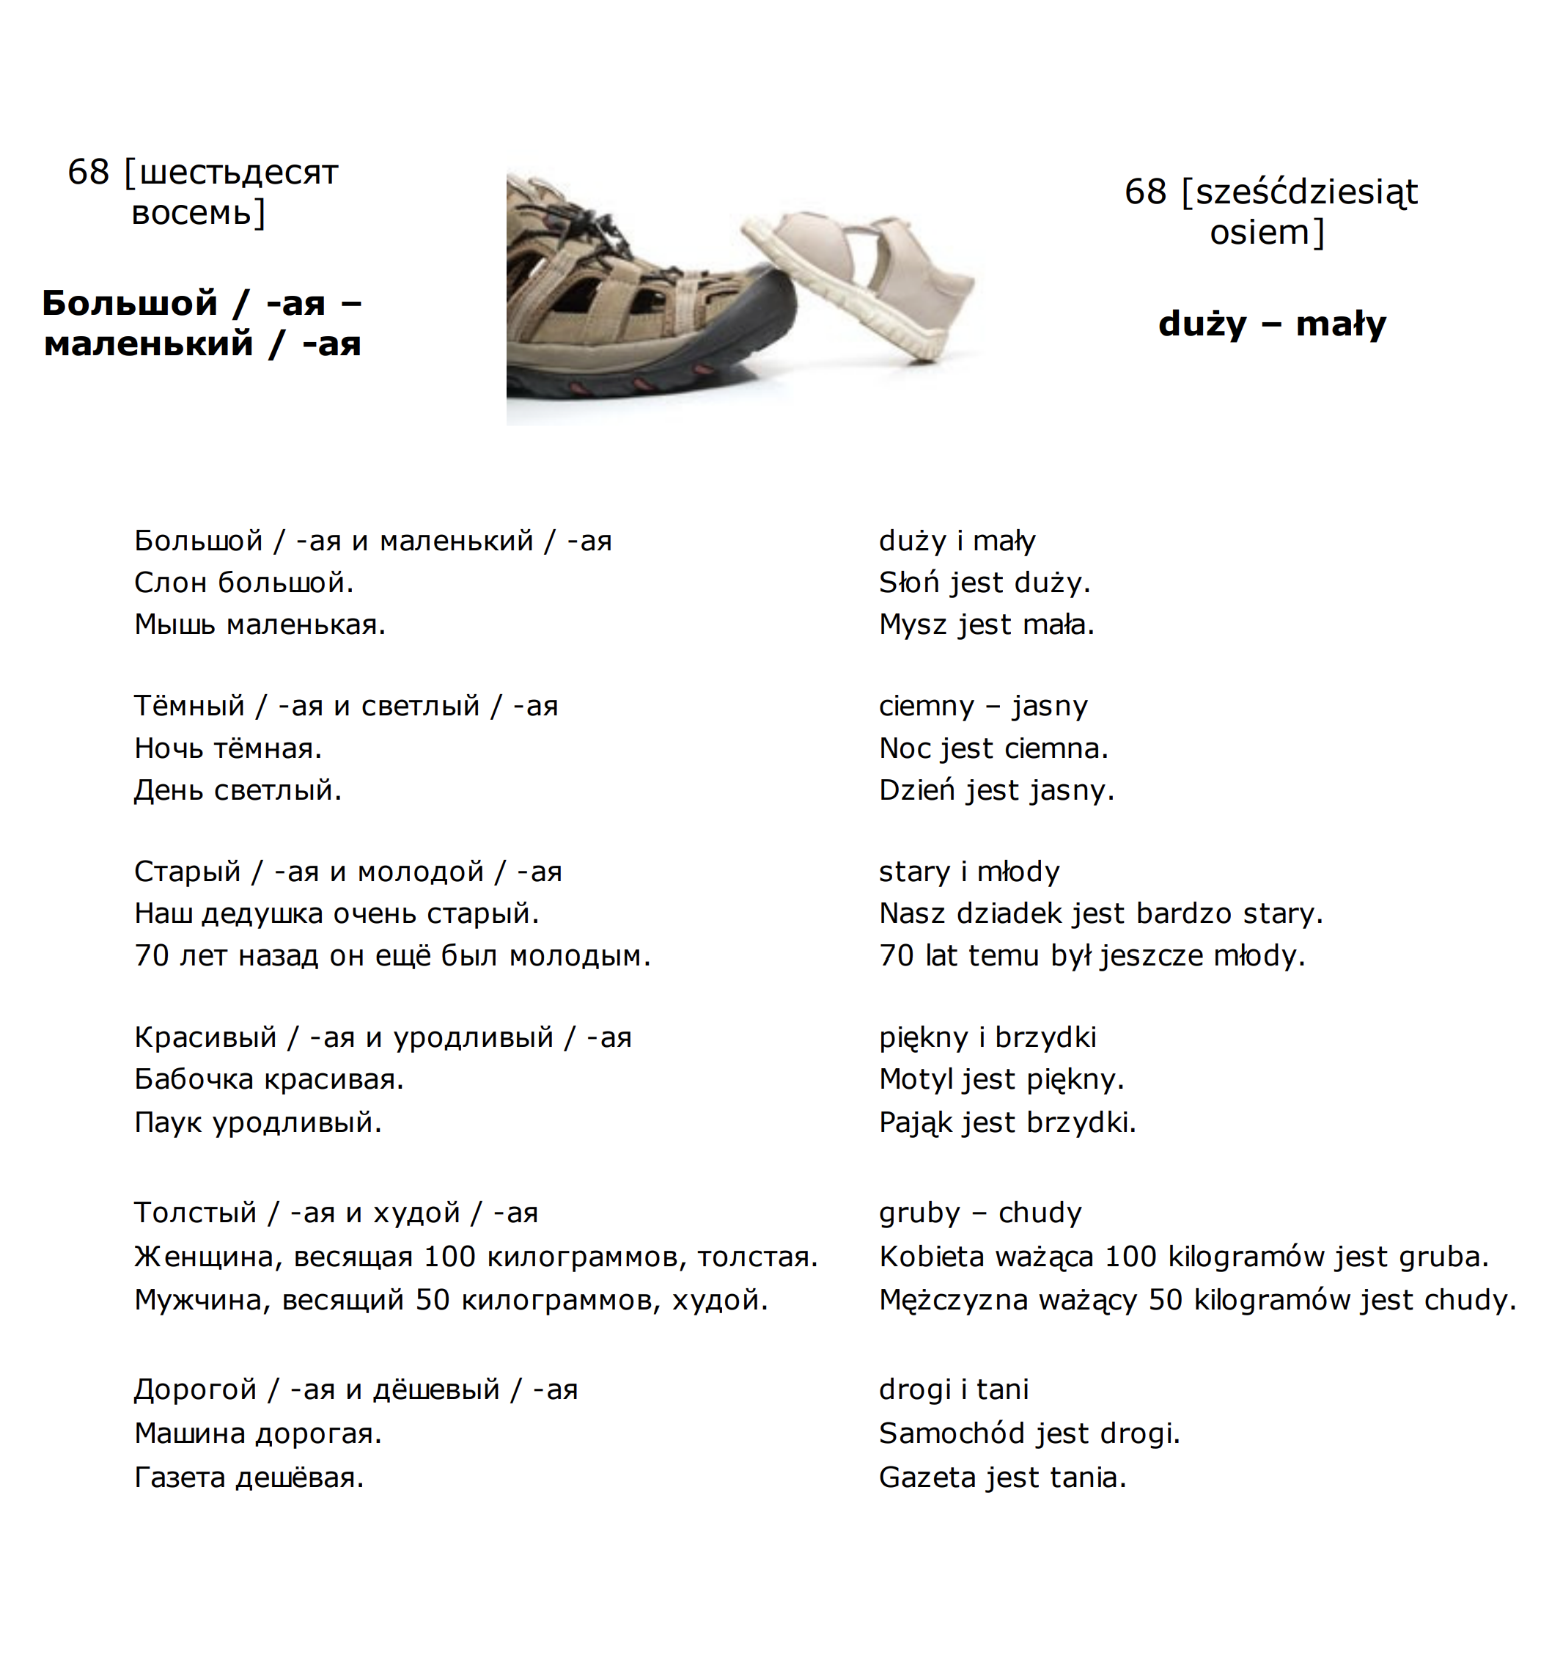 68 [шестьдесят
восемь]
Большой / -ая –
маленький / -ая
68 [sześćdziesiąt
osiem]
duży – mały
Большой / -ая и маленький / -ая
Слон большой.
Мышь маленькая.
Тёмный / -ая и светлый / -ая
Ночь тёмная.
День светлый.
Старый / -ая и молодой / -ая
Наш дедушка очень старый.
70 лет назад он ещё был молодым.
Красивый / -ая и уродливый / -ая
Бабочка красивая.
Паук уродливый.
Толстый / -ая и худой / -ая
Женщина, весящая 100 килограммов, толстая.
Мужчина, весящий 50 килограммов, худой.
Дорогой / -ая и дёшевый / -ая
Машина дорогая.
Газета дешёвая.
duży i mały
Słoń jest duży.
Mysz jest mała.
ciemny – jasny
Noc jest ciemna.
Dzień jest jasny.
stary i młody
Nasz dziadek jest bardzo stary.
70 lat temu był jeszcze młody.
piękny i brzydki
Motyl jest piękny.
Pająk jest brzydki.
gruby – chudy
Kobieta ważąca 100 kilogramów jest gruba.
Mężczyzna ważący 50 kilogramów jest chudy.
drogi i tani
Samochód jest drogi.
Gazeta jest tania.